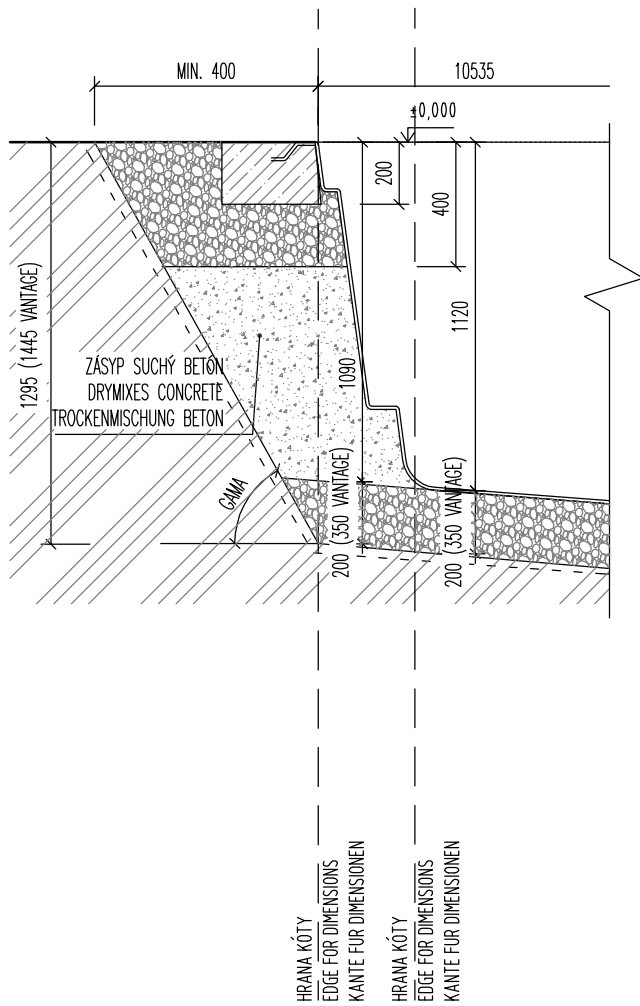 MIN. 400
10535
±0,000
200
400
1120
1295 (1445 VANTAGE)
ZÁSYP SUCHÝ BETÓN
DRYMIXES CONCRETE
TROCKENMISCHUNG BETON
1090
GAMA
200 (350 VANTAGE)
200 (350 VANTAGE)
HRANA KÓTY
EDGE FOR DIMENSIONS
KANTE FUR DIMENSIONEN
HRANA KÓTY
EDGE FOR DIMENSIONS
KANTE FUR DIMENSIONEN